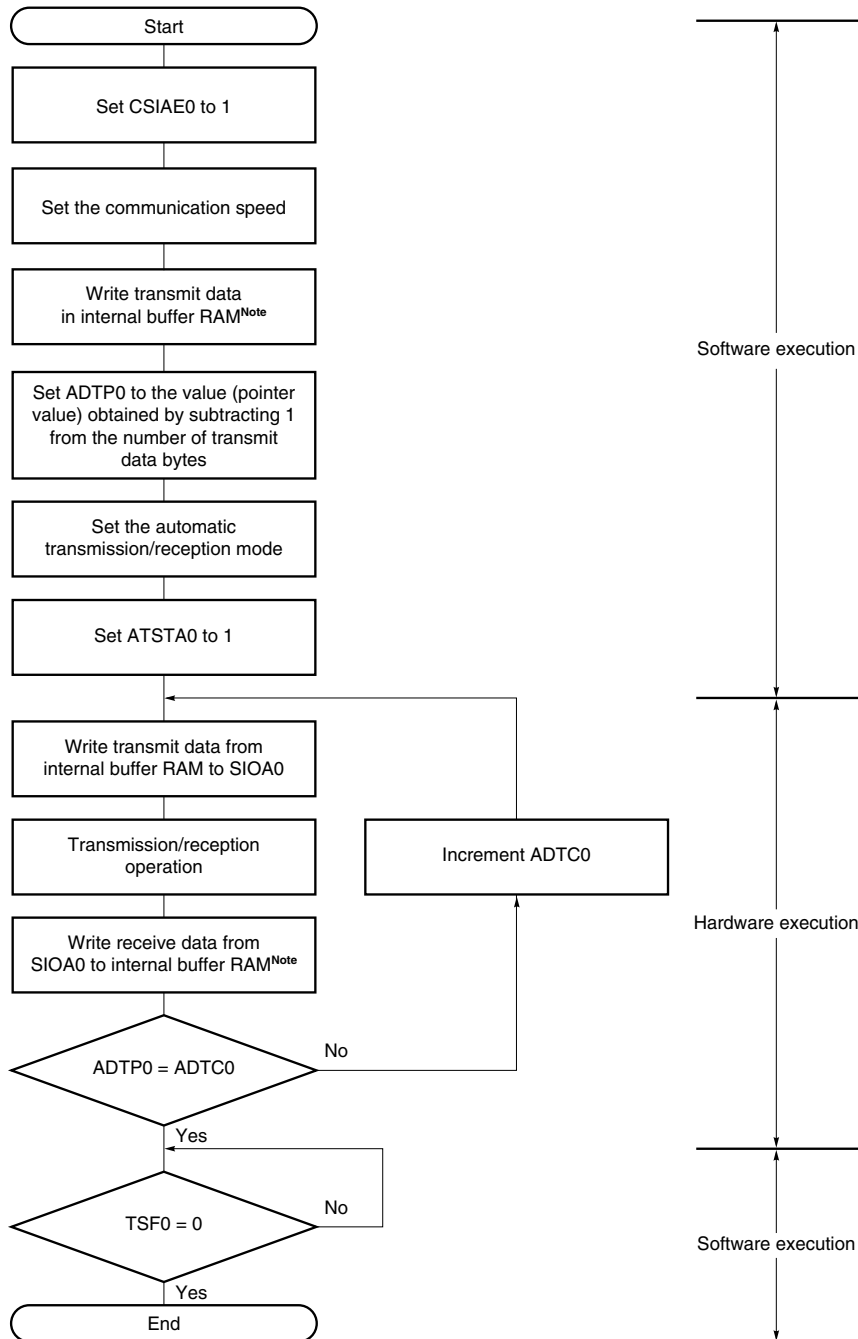 Start
Set CSIAE0 to 1
Set the communication speed
Write transmit data
in internal buffer RAMNote
Software execution
Set ADTP0 to the value (pointer
value) obtained by subtracting 1
from the number of transmit
data bytes
Set the automatic
transmission/reception mode
Set ATSTA0 to 1
Write transmit data from
internal buffer RAM to SIOA0
Transmission/reception
operation
Increment ADTC0
Write receive data from
SIOA0 to internal buffer RAMNote
Hardware execution
ADTP0 = ADTC0
No
Yes
TSF0 = 0
No
Software execution
Yes
End